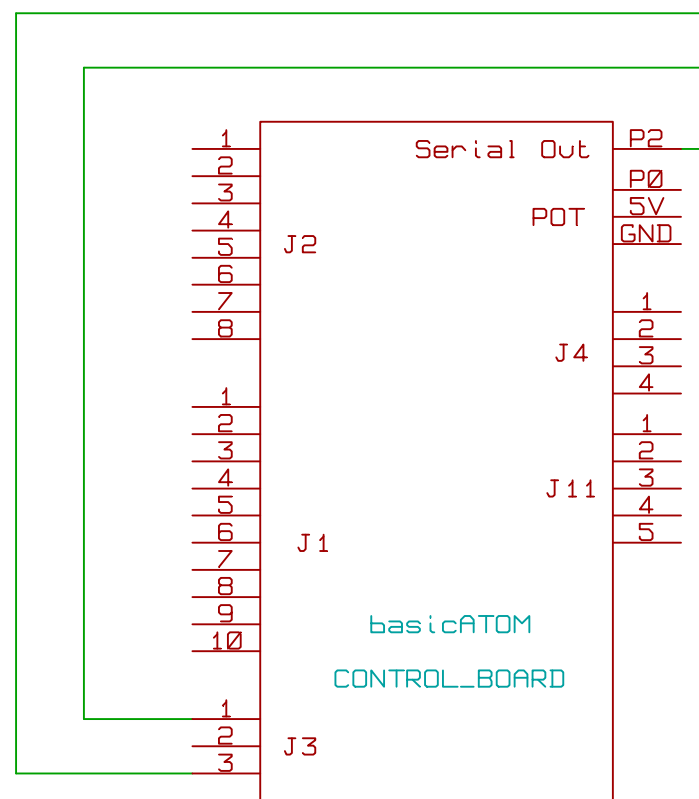 1 Serial Out P2
2
3 P0
4 POT 5V
5 J2 GND
6
7 1
8 2
J4 3
4
1
2 1
3 2
4 J11 3
5 4
6 J1 5
7
8
9 basicATOM
10
CONTROL_BOARD
1
2 J3
3